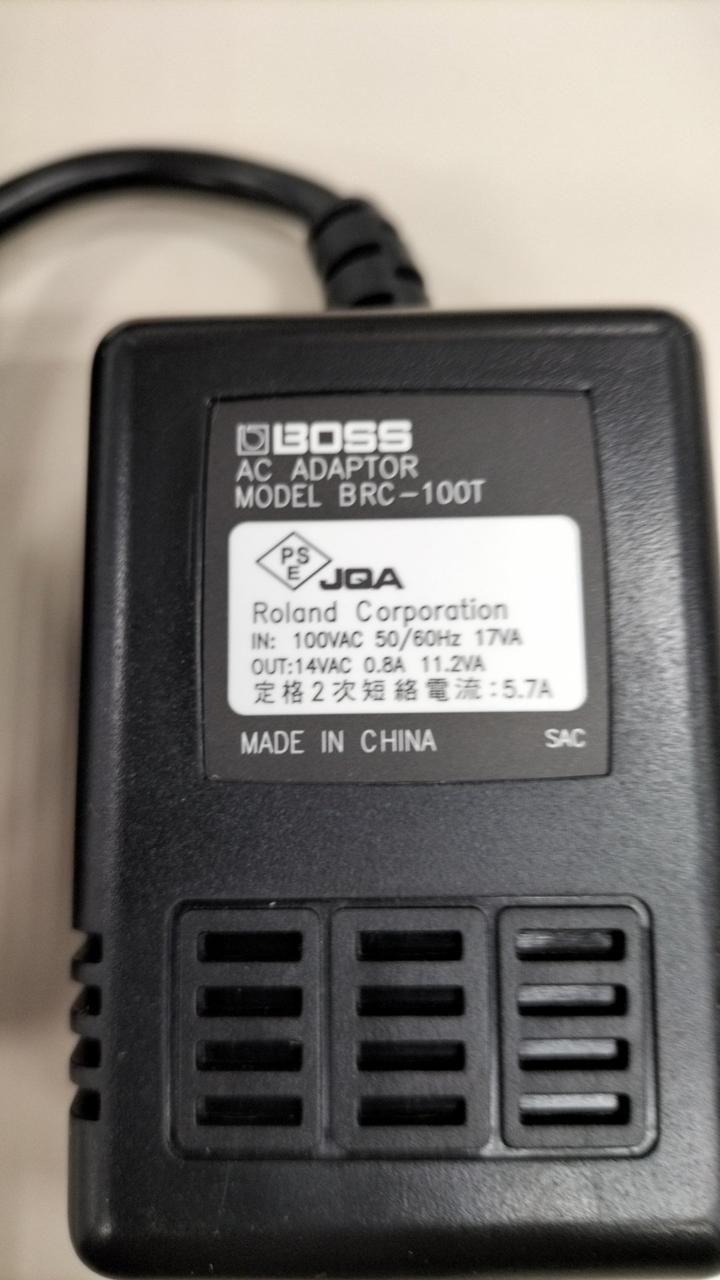 BOSS
AC ADAPTOR
MODEL BRC-100T
PS
E
JQA
Roland Corporation
IN: 100VAC 50/60Hz 17VA
OUT:14VAC 0.8A 11.2VA
定格2次短絡電流:5.7A
MADE IN CHINA SAC